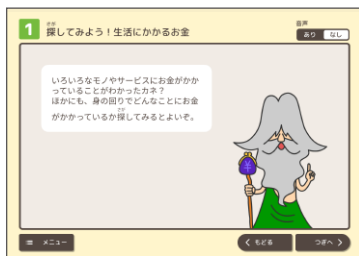 1 探してみよう！生活にかかるお金
音声
あり なし
いろいろなモノやサービスにお金がかか
っていることがわかったカネ？
ほかにも、身の回りでどんなことにお金
がかかっているか探してみるとよいぞ。
メニュー
もどる
つぎへ